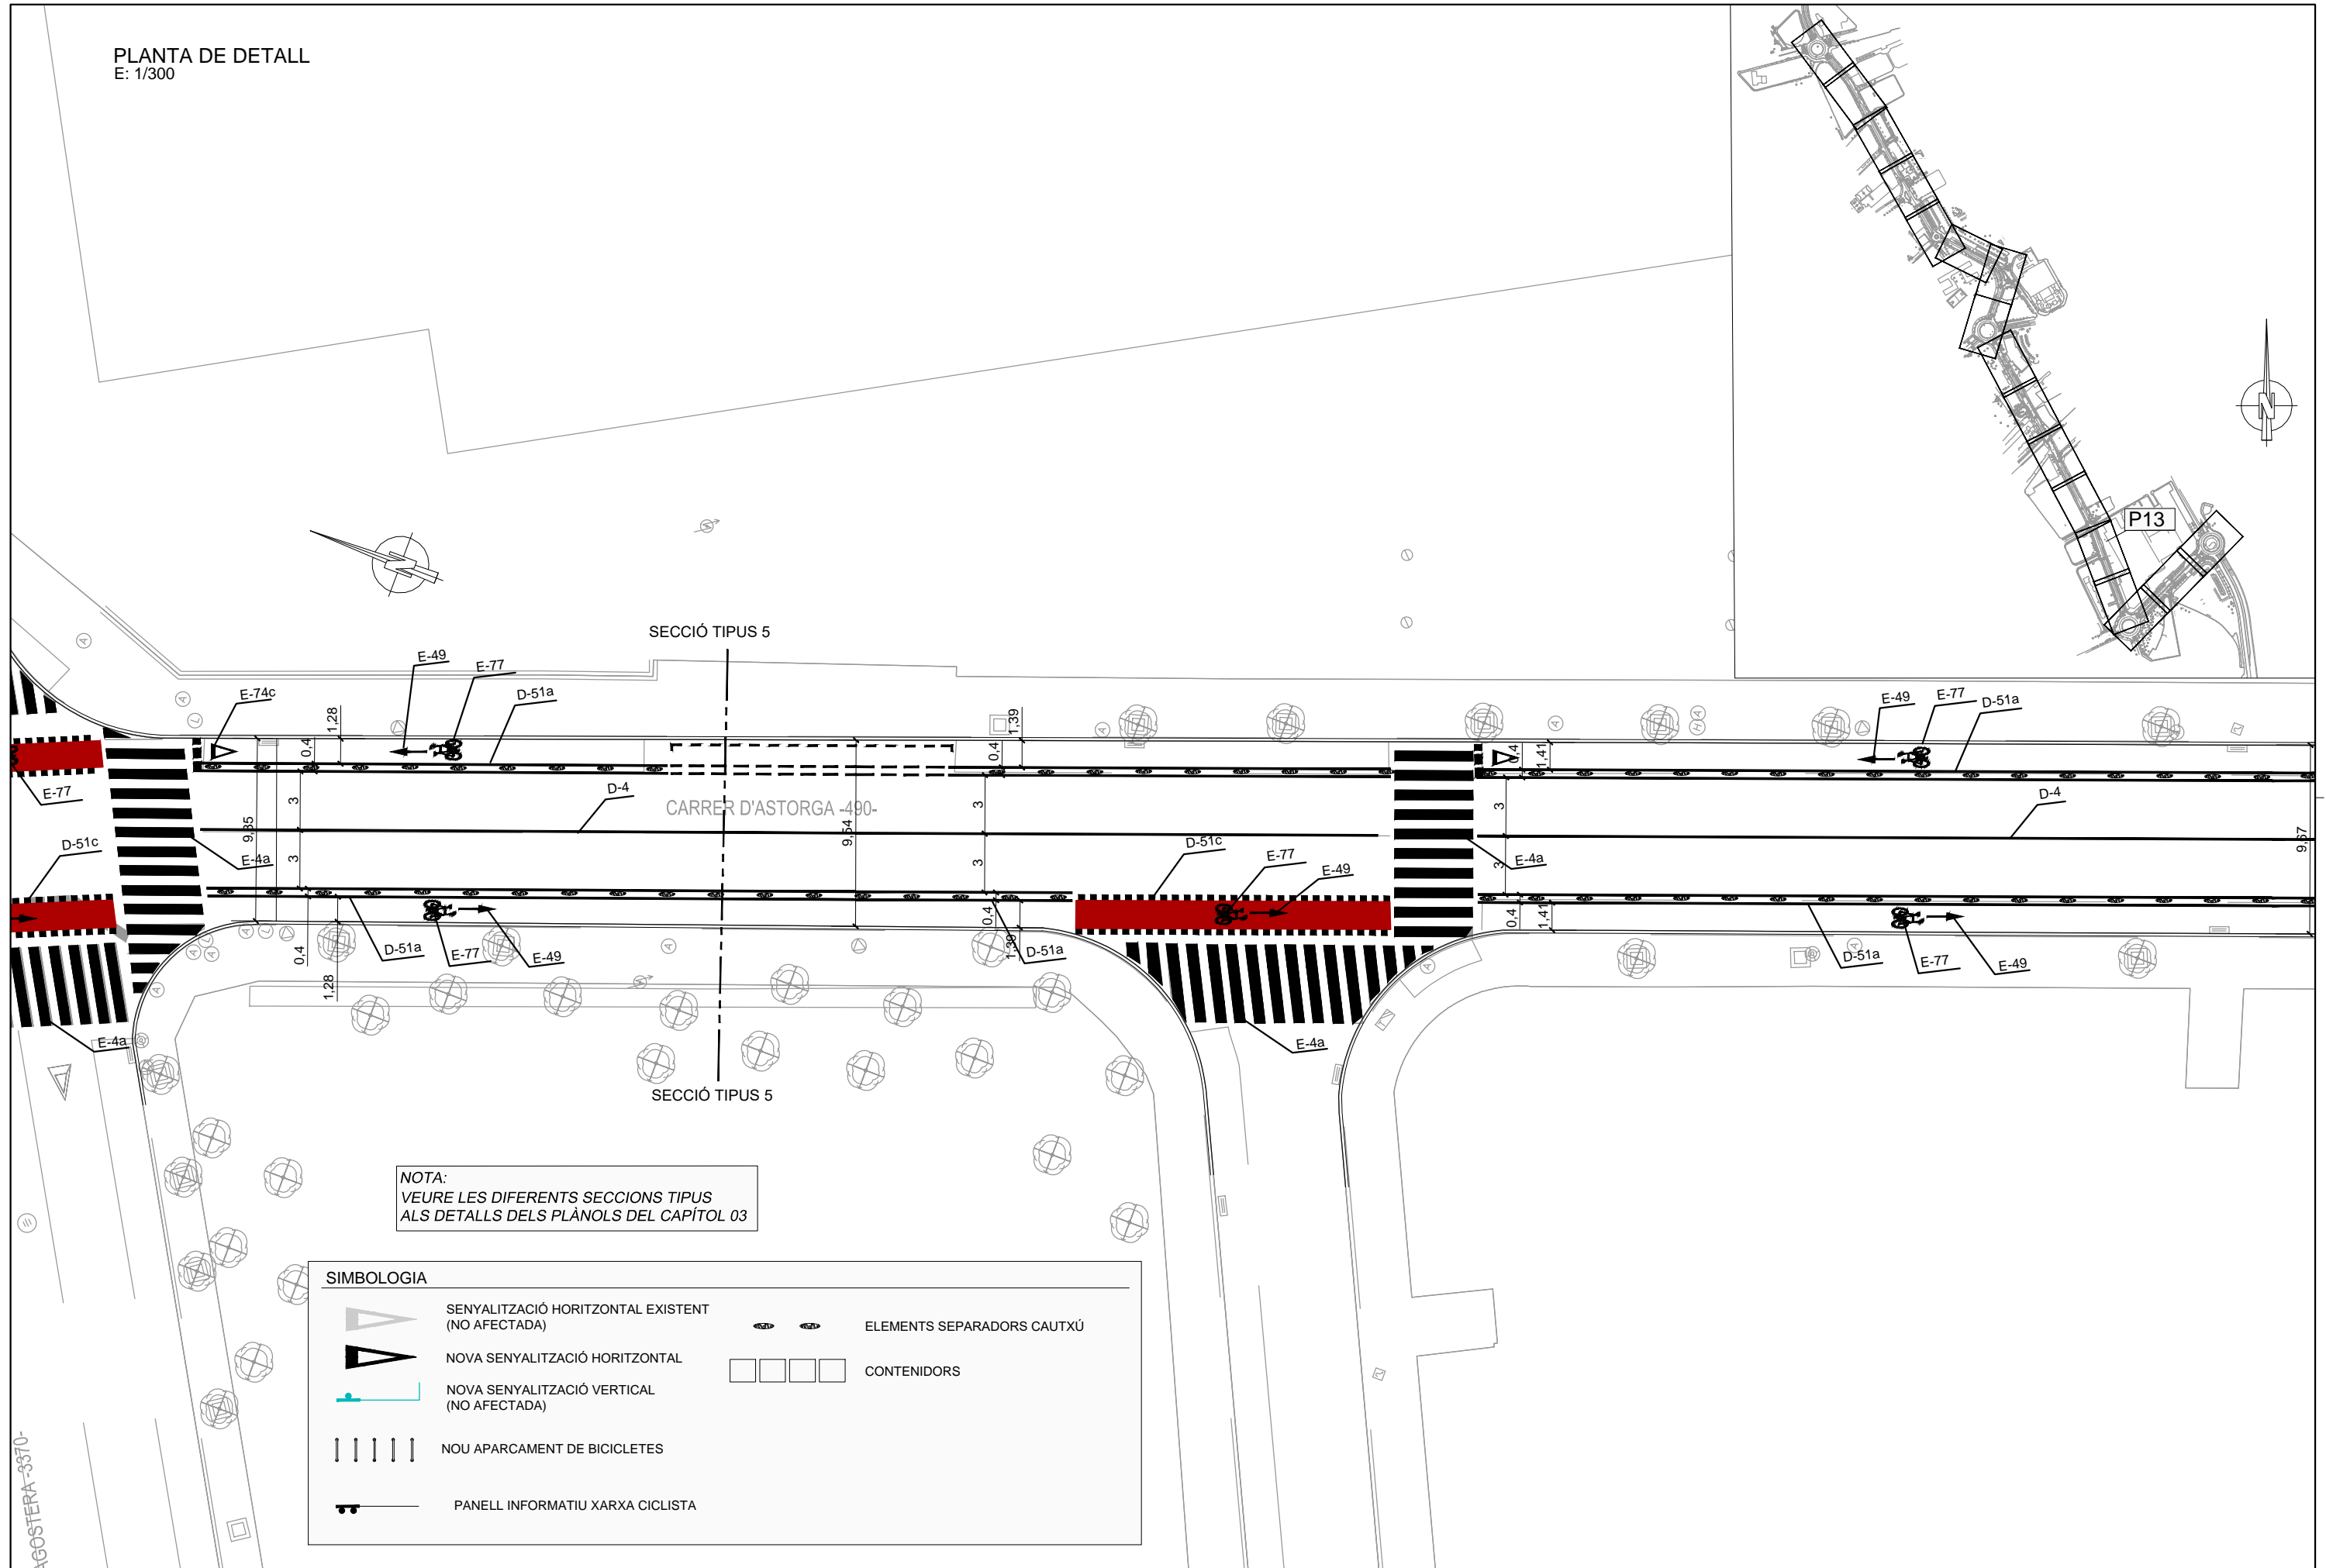 PLANTA DE DETALL
E: 1/300
P13
N
N
SECCIÓ TIPUS 5
E-49
E-77
D-51a
E-74c
1,28
0,4
1,39
0,4
E-49
E-77
D-51a
0,4
1,41
E-77
D-4
CARRER D'ASTORGA -490-
D-4
3
3
3
9,85
9,54
9,67
D-51c
E-4a
3
3
D-51c
E-77
E-49
E-4a
3
D-51a
E-77
E-49
0,4
1,28
0,4
1,39
D-51a
0,4
1,41
D-51a
E-77
E-49
E-4a
E-4a
SECCIÓ TIPUS 5
NOTA:
VEURE LES DIFERENTS SECCIONS TIPUS
ALS DETALLS DELS PLÀNOLS DEL CAPÍTOL 03
SIMBOLOGIA
SENYALITZACIÓ HORITZONTAL EXISTENT
(NO AFECTADA)
NOVA SENYALITZACIÓ HORITZONTAL
NOVA SENYALITZACIÓ VERTICAL
(NO AFECTADA)
NOU APARCAMENT DE BICICLETES
PANELL INFORMATIU XARXA CICLISTA
ELEMENTS SEPARADORS CAUTXÚ
CONTENIDORS
AGOSTERA -3370-